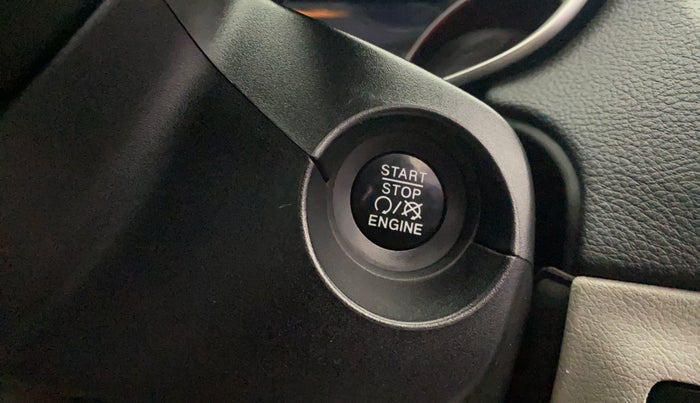 START
STOP
/
ENGINE